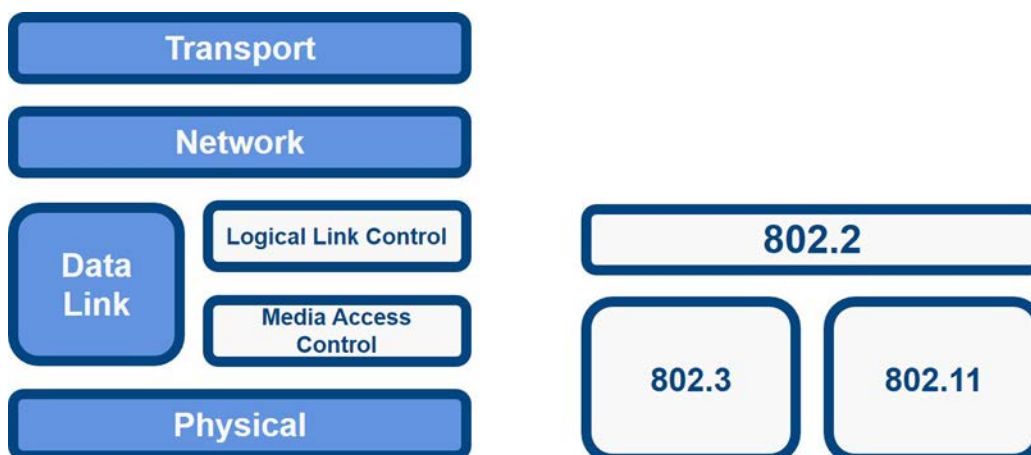 Transport
Network
Data
Link
Logical Link Control
Media Access
Control
Physical
802.2
802.3
802.11